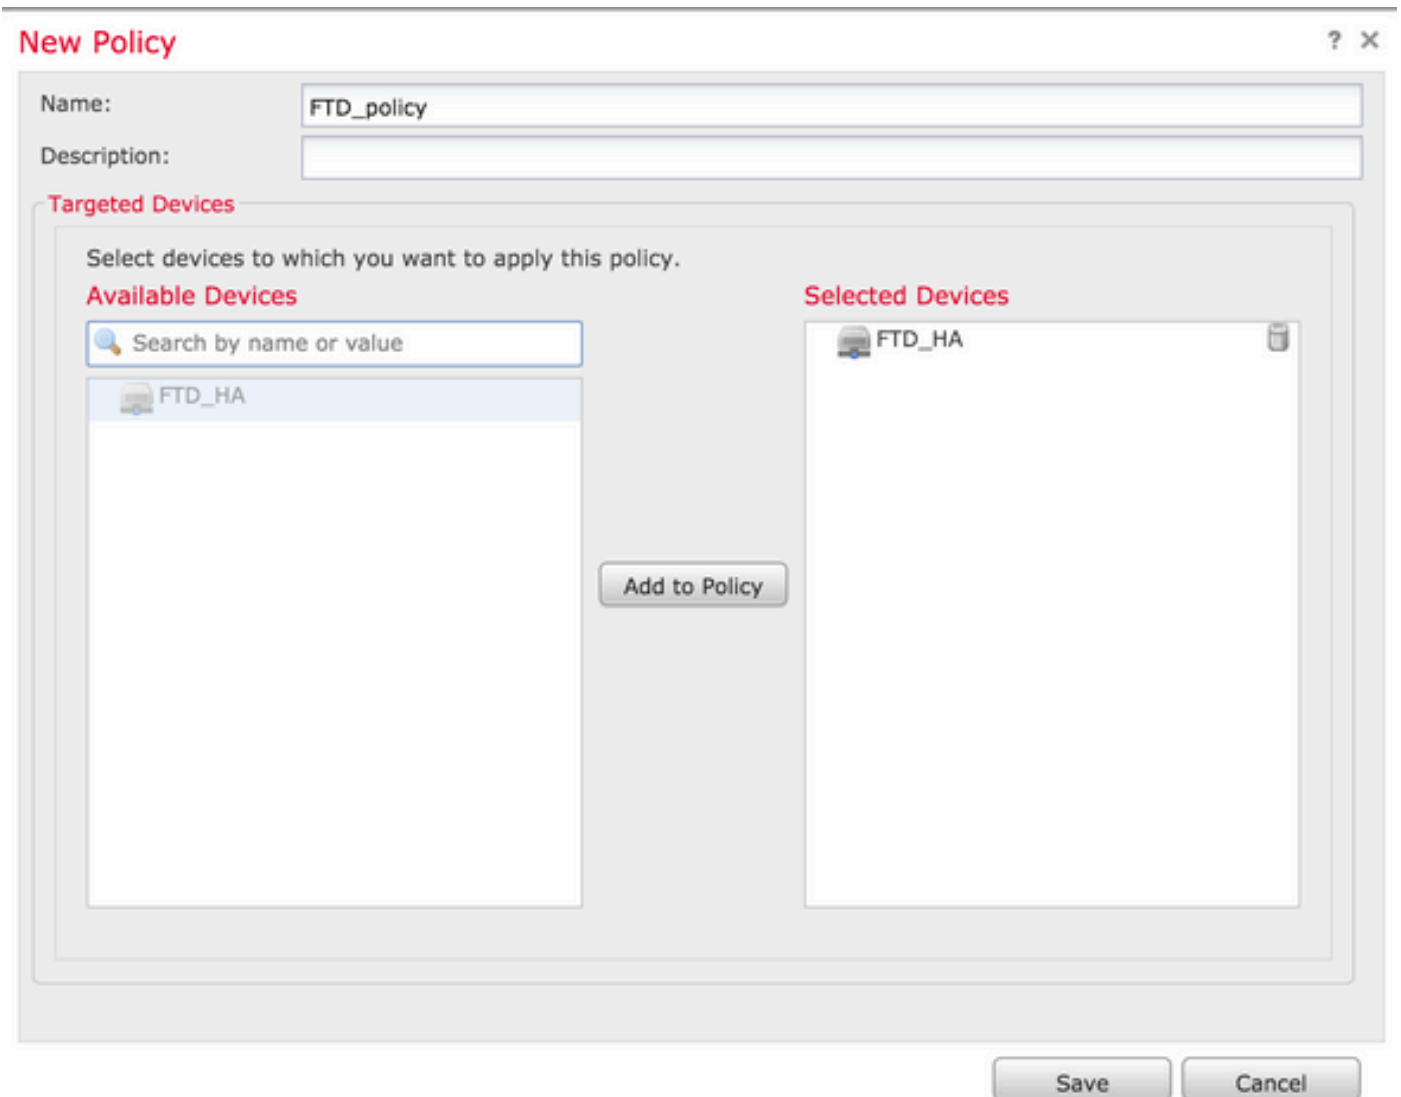 New Policy
? ×
Name:
FTD_policy
Description:
Targeted Devices
Select devices to which you want to apply this policy.
Available Devices
Selected Devices
Search by name or value
FTD_HA
FTD_HA
Add to Policy
Save
Cancel